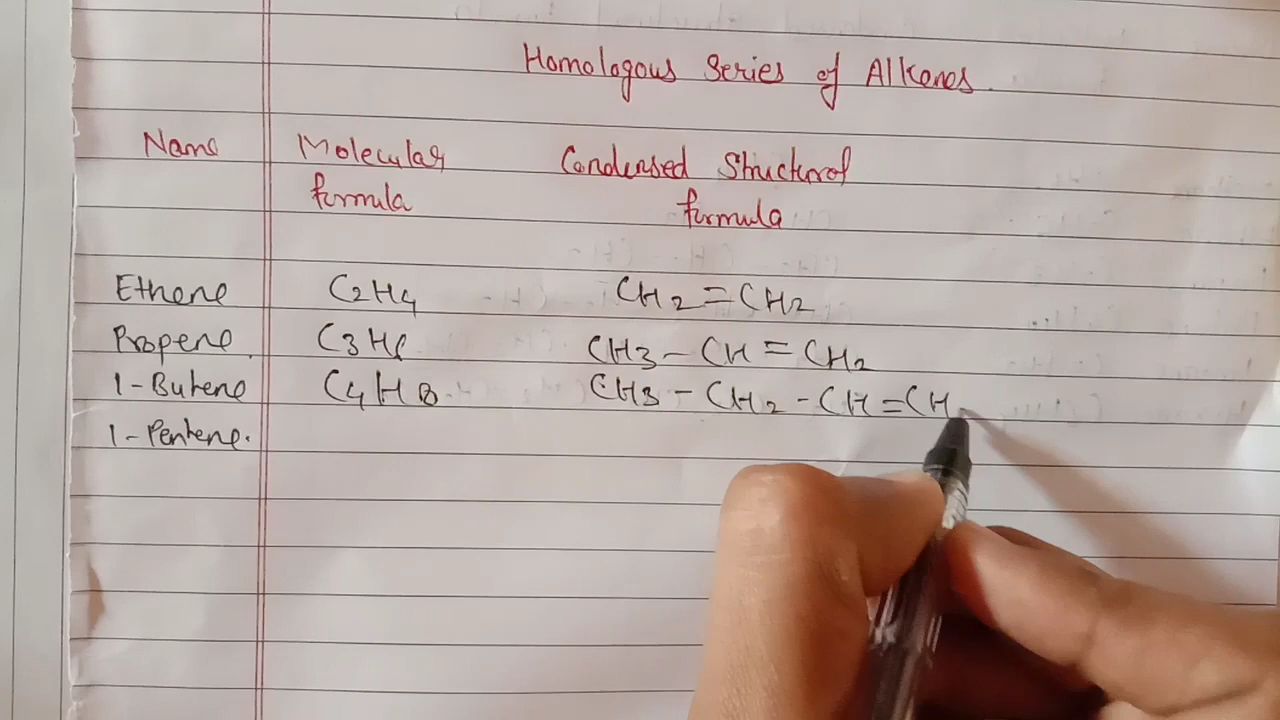 Homologous Series of Alkenes
Name Molecular Condensed Structural
formula formula
Ethene C2H4 CH2=CH2
Propene C3H6 CH3-CH=CH2
1-Butene C4H8 CH3-CH2-CH=CH
1-Pentene.